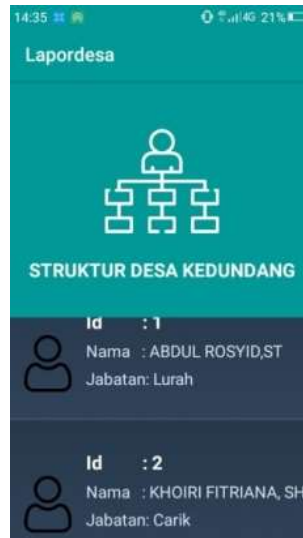 14:35 4G 21%
Lapordesa
STRUKTUR DESA KEDUNDANG
Id : 1
Nama : ABDUL ROSYID,ST
Jabatan: Lurah
Id : 2
Nama : KHOIRI FITRIANA, SH
Jabatan: Carik